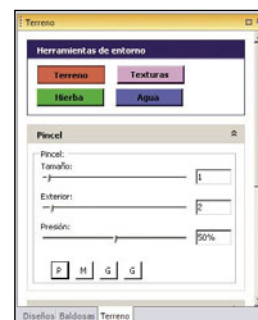 Terreno
Herramientas de entorno
Terreno Texturas
Hierba Agua
Pincel
Pincel:
Tamaño:
1
Exterior:
2
Presión:
50%
P M G G
Diseños Baldosas Terreno